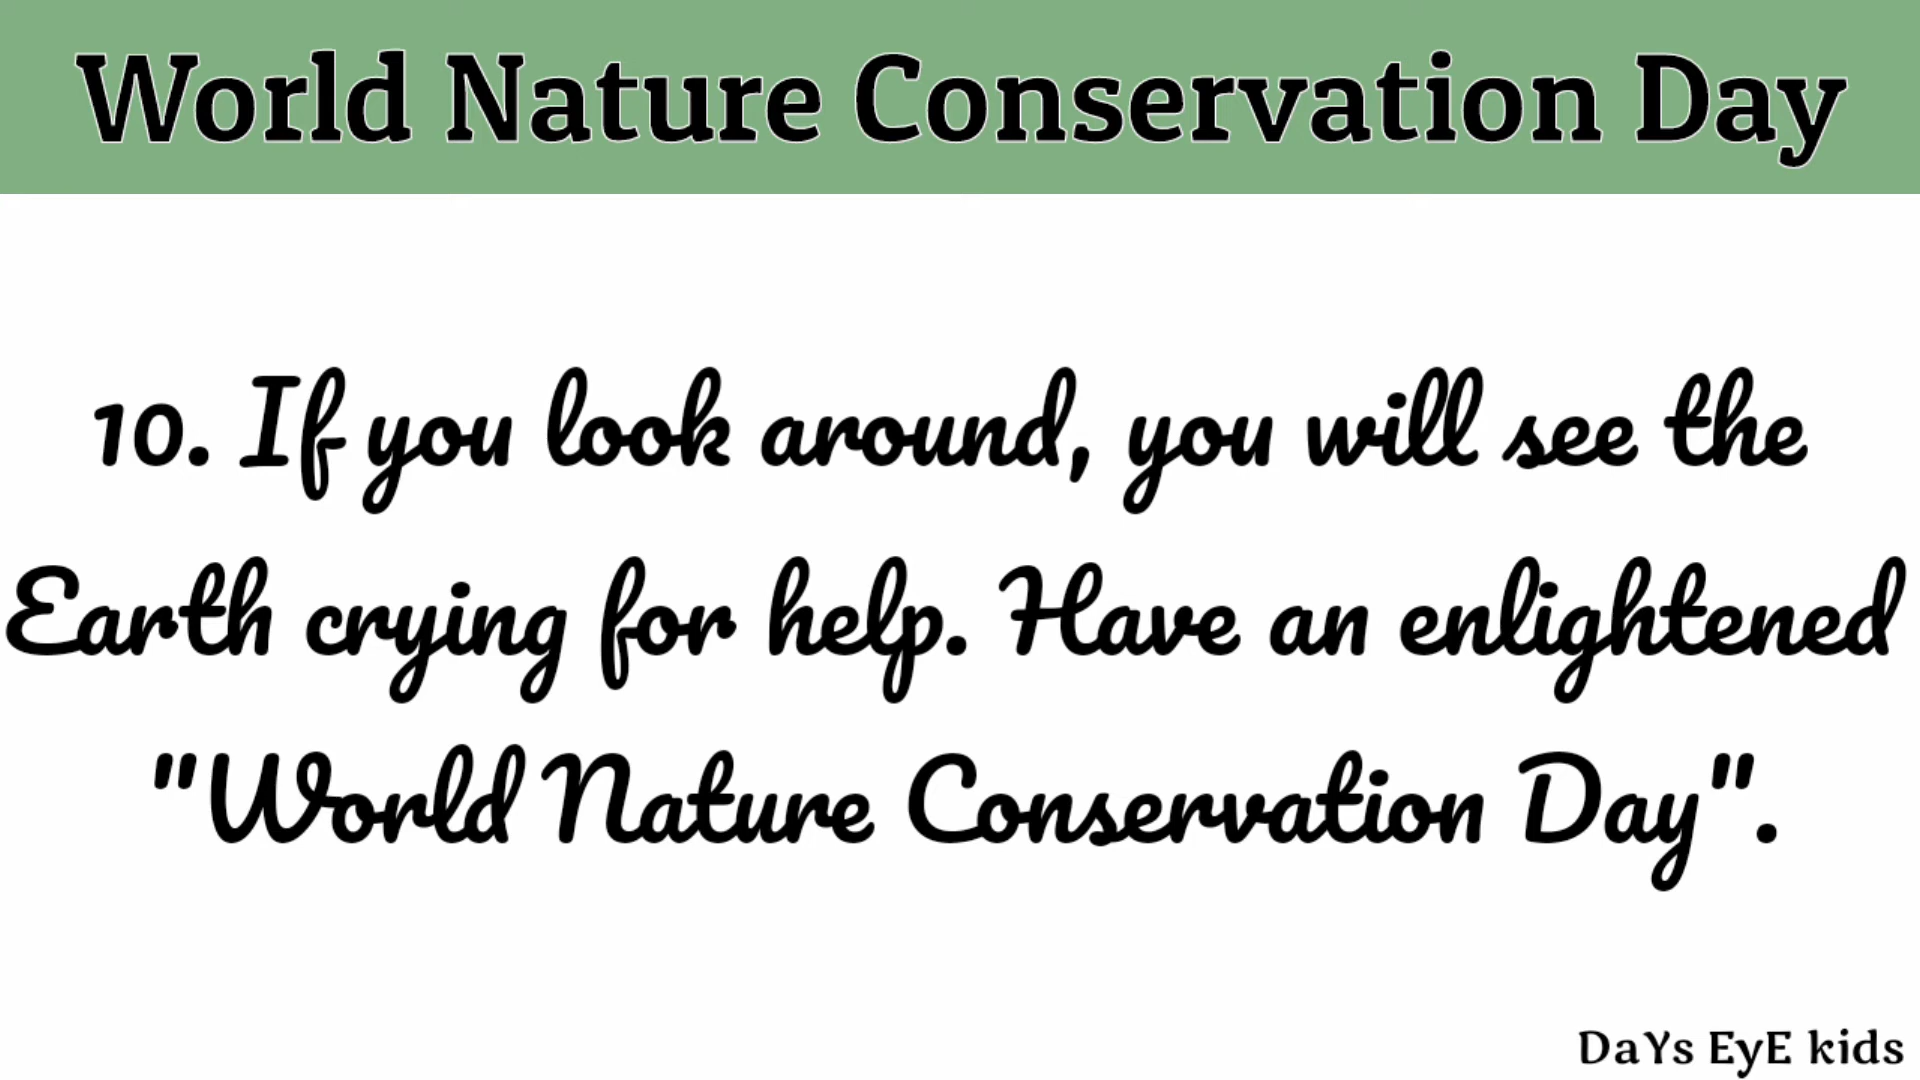 World Nature Conservation Day
10. If you look around, you will see the
Earth crying for help. Have an enlightened
"World Nature Conservation Day".
DaYs EyE kids